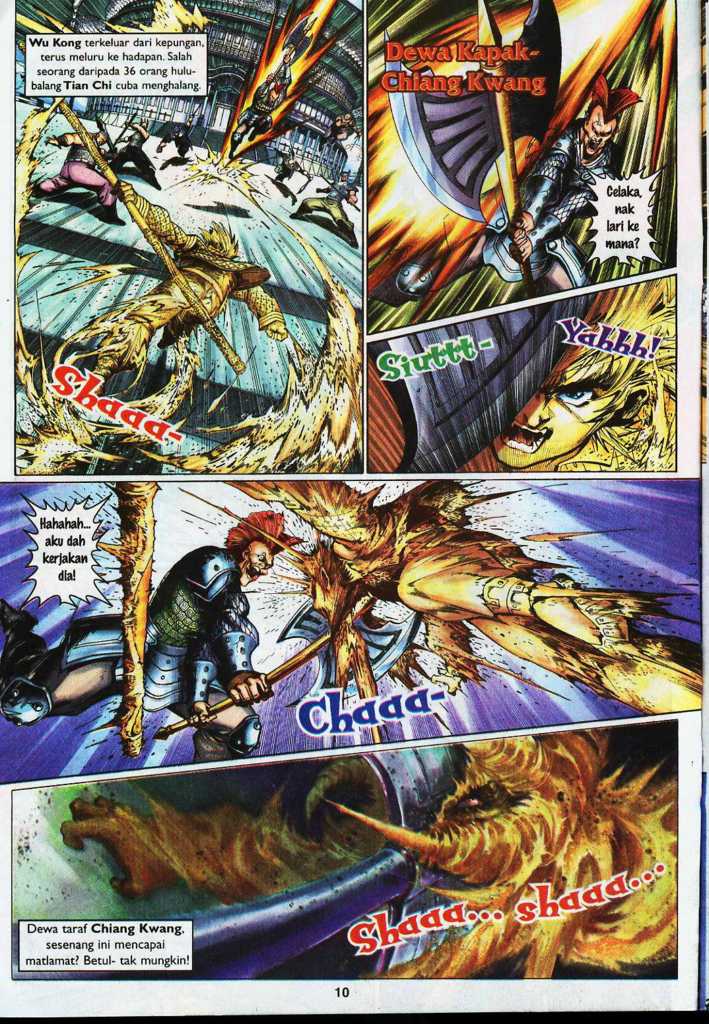 Wu Kong terkeluar dari kepungan,
terus meluru ke hadapan. Salah
seorang daripada 36 orang hulu-
balang Tian Chi cuba menghalang.
Shaaa-
Dewa Kapak-
Chiang Kwang
Celaka,
nak
lari ke
mana?
Siuttt-
Yahhh!
Hahahah...
aku dah
kerjakan
dia!
Chaaa-
Dewa taraf Chiang Kwang,
sesenang ini mencapai
matlamat? Betul- tak mungkin!
Shaaa... shaaa...
10